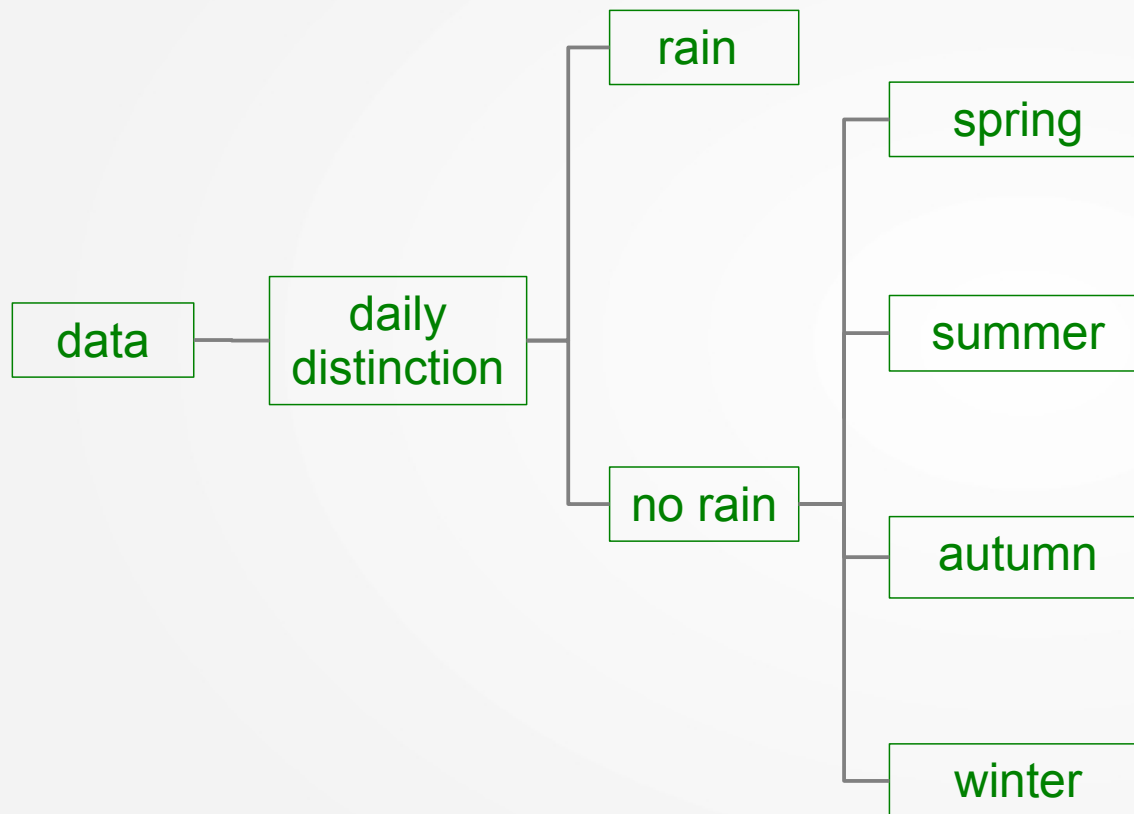 rain
spring
summer
data
daily
distinction
no rain
autumn
winter